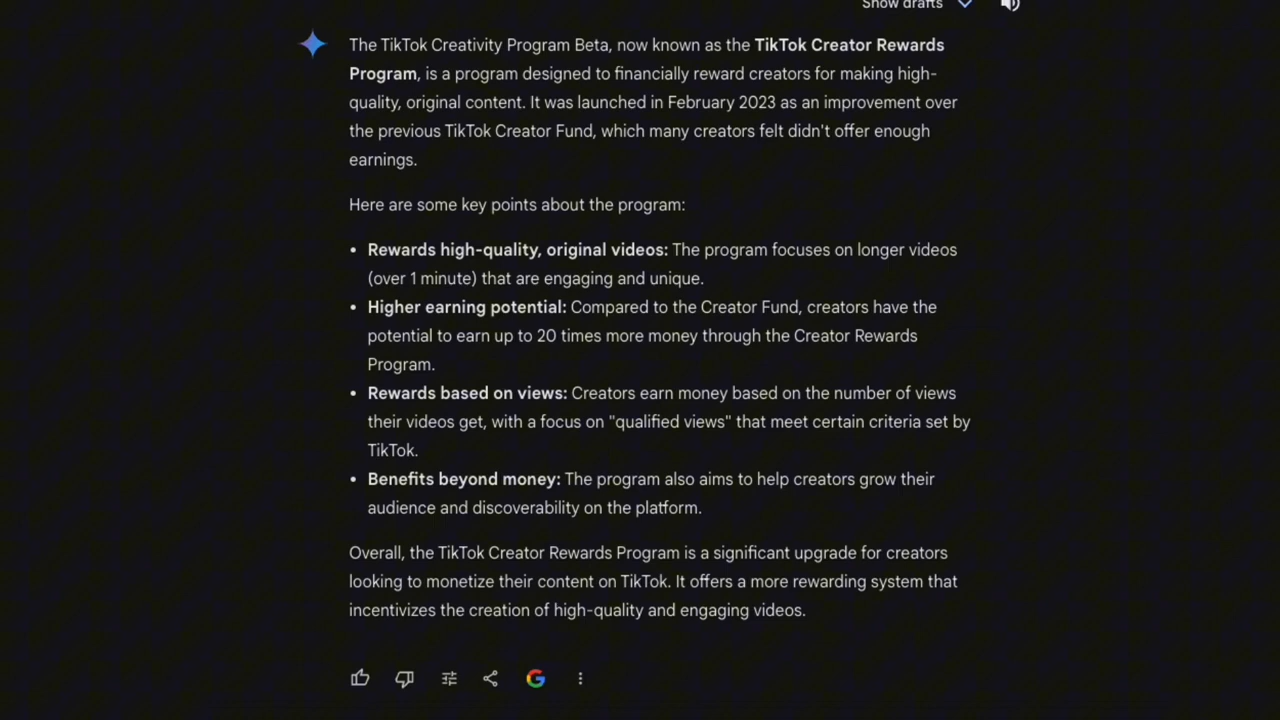 Show drafts
The TikTok Creativity Program Beta, now known as the TikTok Creator Rewards
Program, is a program designed to financially reward creators for making high-
quality, original content. It was launched in February 2023 as an improvement over
the previous TikTok Creator Fund, which many creators felt didn't offer enough
earnings.
Here are some key points about the program:
• Rewards high-quality, original videos: The program focuses on longer videos
(over 1 minute) that are engaging and unique.
• Higher earning potential: Compared to the Creator Fund, creators have the
potential to earn up to 20 times more money through the Creator Rewards
Program.
• Rewards based on views: Creators earn money based on the number of views
their videos get, with a focus on "qualified views" that meet certain criteria set by
TikTok.
• Benefits beyond money: The program also aims to help creators grow their
audience and discoverability on the platform.
Overall, the TikTok Creator Rewards Program is a significant upgrade for creators
looking to monetize their content on TikTok. It offers a more rewarding system that
incentivizes the creation of high-quality and engaging videos.